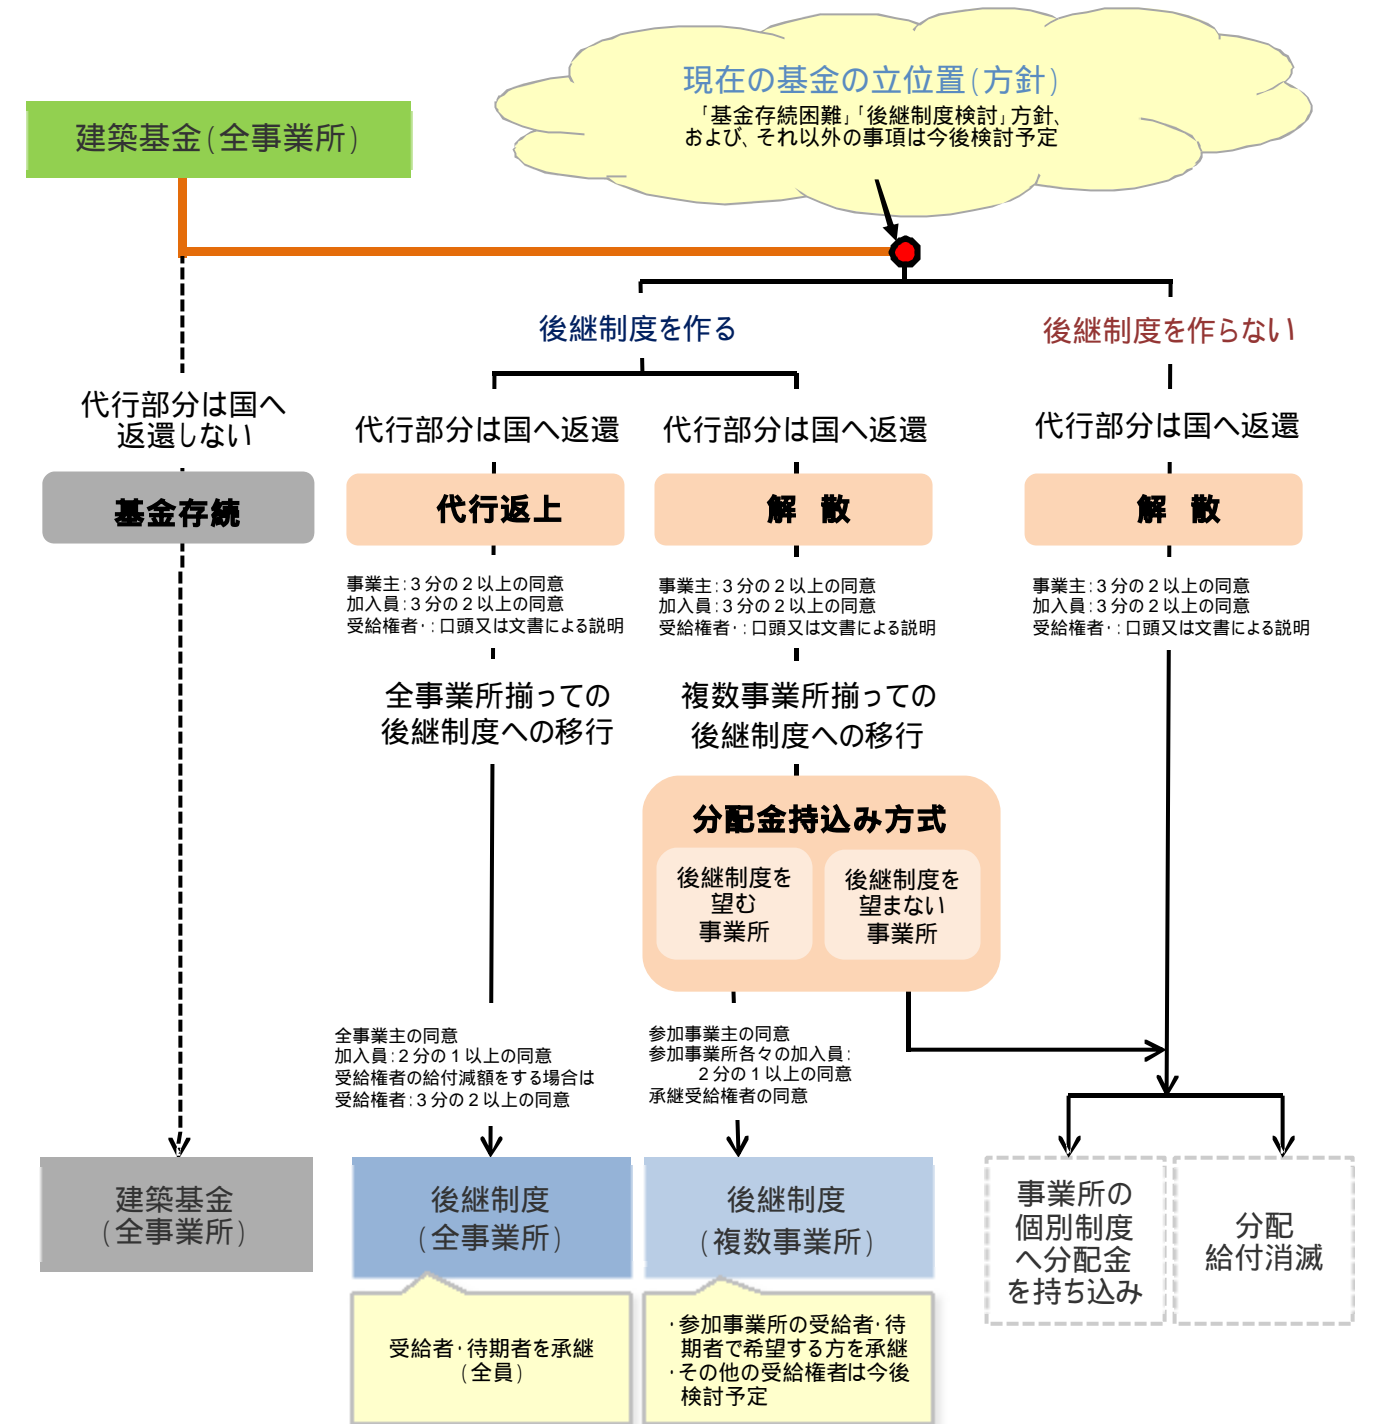 現在の基金の立位置(方針)
「基金存続困難」「後継制度検討」方針、
および、それ以外の事項は今後検討予定
建築基金(全事業所)
後継制度を作る
後継制度を作らない
代行部分は国へ
返還しない
代行部分は国へ返還
代行部分は国へ返還
代行部分は国へ返還
基金存続
代行返上
解 散
解 散
事業主:3分の2以上の同意
加入員:3分の2以上の同意
受給権者・:口頭又は文書による説明
事業主:3分の2以上の同意
加入員:3分の2以上の同意
受給権者・:口頭又は文書による説明
事業主:3分の2以上の同意
加入員:3分の2以上の同意
受給権者・:口頭又は文書による説明
全事業所揃っての
後継制度への移行
複数事業所揃っての
後継制度への移行
分配金持込み方式
後継制度を
望む
事業所
後継制度を
望まない
事業所
全事業主の同意
加入員:2分の1以上の同意
受給権者の給付減額をする場合は
受給権者:3分の2以上の同意
参加事業主の同意
参加事業所各々の加入員:
2分の1以上の同意
承継受給権者の同意
建築基金
(全事業所)
後継制度
(全事業所)
後継制度
(複数事業所)
事業所の
個別制度
へ分配金
を持ち込み
分配
給付消滅
受給者・待期者を承継
(全員)
・参加事業所の受給者・待
期者で希望する方を承継
・その他の受給権者は今後
検討予定